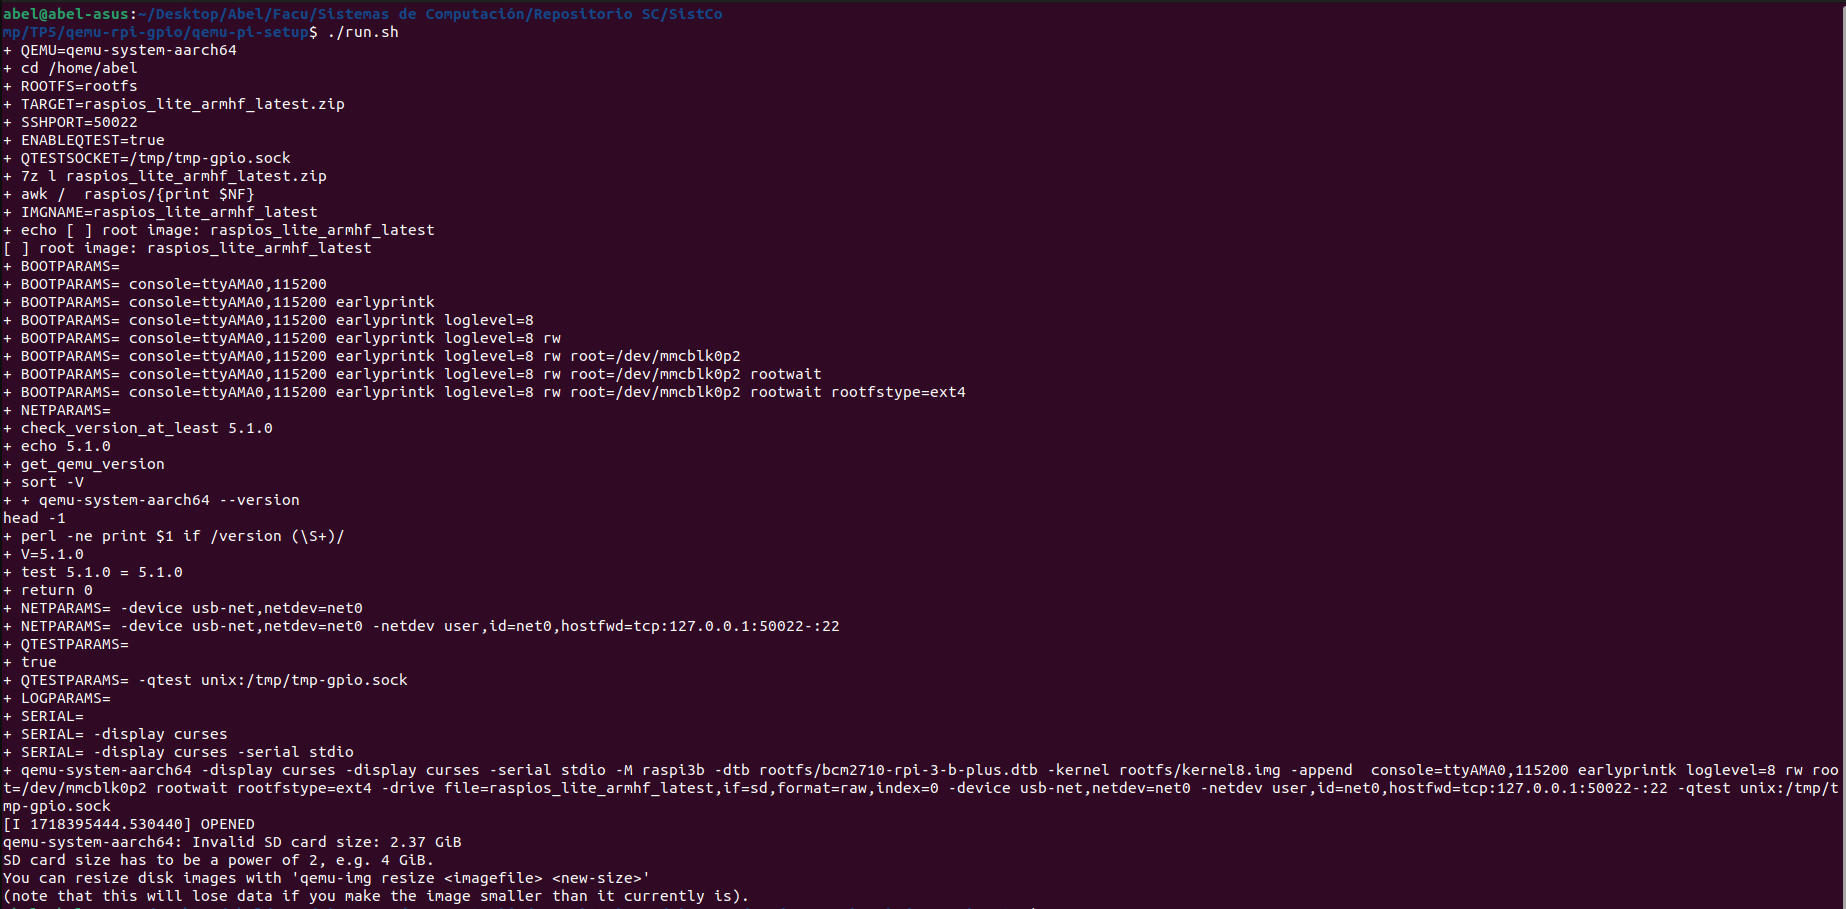 abel@abel-asus:~/Desktop/Abel/Facu/Sistemas de Computación/Repositorio SC/SistCo
mp/TP5/qemu-rpi-gpio/qemu-pi-setup$ ./run.sh
+ QEMU=qemu-system-aarch64
+ cd /home/abel
+ ROOTFS=rootfs
+ TARGET=raspios_lite_armhf_latest.zip
+ SSHPORT=50022
+ ENABLEQTEST=true
+ QTESTSOCKET=/tmp/tmp-gpio.sock
+ 7z l raspios_lite_armhf_latest.zip
+ awk /  raspios/{print $NF}
+ IMGNAME=raspios_lite_armhf_latest
+ echo [ ] root image: raspios_lite_armhf_latest
[ ] root image: raspios_lite_armhf_latest
+ BOOTPARAMS=
+ BOOTPARAMS= console=ttyAMA0,115200
+ BOOTPARAMS= console=ttyAMA0,115200 earlyprintk
+ BOOTPARAMS= console=ttyAMA0,115200 earlyprintk loglevel=8
+ BOOTPARAMS= console=ttyAMA0,115200 earlyprintk loglevel=8 rw
+ BOOTPARAMS= console=ttyAMA0,115200 earlyprintk loglevel=8 rw root=/dev/mmcblk0p2
+ BOOTPARAMS= console=ttyAMA0,115200 earlyprintk loglevel=8 rw root=/dev/mmcblk0p2 rootwait
+ BOOTPARAMS= console=ttyAMA0,115200 earlyprintk loglevel=8 rw root=/dev/mmcblk0p2 rootwait rootfstype=ext4
+ NETPARAMS=
+ check_version_at_least 5.1.0
+ echo 5.1.0
+ get_qemu_version
+ sort -V
+ + qemu-system-aarch64 --version
head -1
+ perl -ne print $1 if /version (\S+)/
+ V=5.1.0
+ test 5.1.0 = 5.1.0
+ return 0
+ NETPARAMS= -device usb-net,netdev=net0
+ NETPARAMS= -device usb-net,netdev=net0 -netdev user,id=net0,hostfwd=tcp:127.0.0.1:50022-:22
+ QTESTPARAMS=
+ true
+ QTESTPARAMS= -qtest unix:/tmp/tmp-gpio.sock
+ LOGPARAMS=
+ SERIAL=
+ SERIAL= -display curses
+ SERIAL= -display curses -serial stdio
+ qemu-system-aarch64 -display curses -display curses -serial stdio -M raspi3b -dtb rootfs/bcm2710-rpi-3-b-plus.dtb -kernel rootfs/kernel8.img -append  console=ttyAMA0,115200 earlyprintk loglevel=8 rw roo
t=/dev/mmcblk0p2 rootwait rootfstype=ext4 -drive file=raspios_lite_armhf_latest,if=sd,format=raw,index=0 -device usb-net,netdev=net0 -netdev user,id=net0,hostfwd=tcp:127.0.0.1:50022-:22 -qtest unix:/tmp/t
mp-gpio.sock
[I 1718395444.530440] OPENED
qemu-system-aarch64: Invalid SD card size: 2.37 GiB
SD card size has to be a power of 2, e.g. 4 GiB.
You can resize disk images with 'qemu-img resize <imagefile> <new-size>'
(note that this will lose data if you make the image smaller than it currently is).